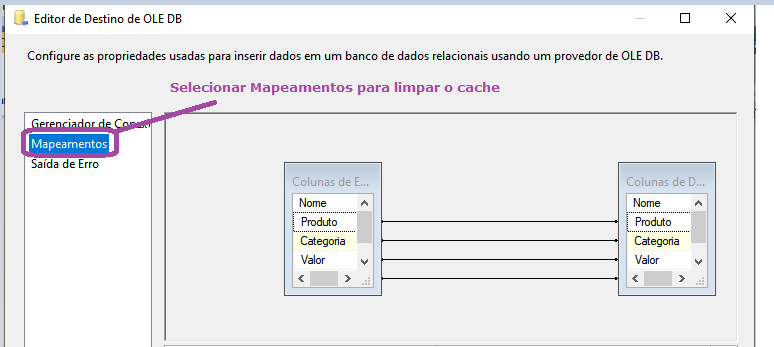 Editor de Destino de OLE DB
Configure as propriedades usadas para inserir dados em um banco de dados relacionais usando um provedor de OLE DB.
Selecionar Mapeamentos para limpar o cache
Gerenciador de Conex
Mapeamentos
Saída de Erro
Colunas de E...
Nome
Produto
Categoria
Valor
Colunas de D...
Nome
Produto
Categoria
Valor